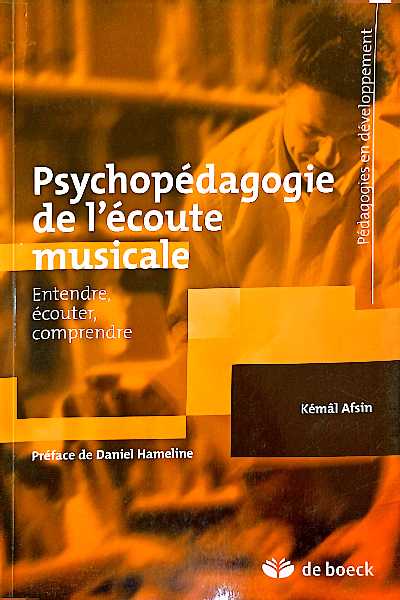 Pédagogies en développement
Psychopédagogie
de l'écoute
musicale
Entendre,
écouter,
comprendre
Kémâl Afsin
Préface de Daniel Hameline
de boeck